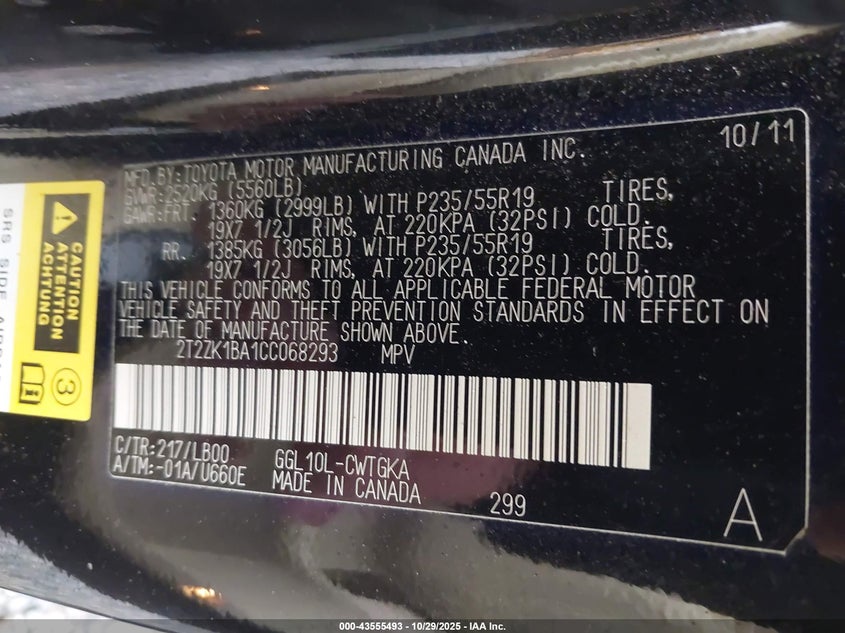 10/11
MFD.BY:TOYOTA MOTOR MANUFACTURING CANADA INC.
GVWR:2520KG (5560LB)
GAWR:FRT. 1360KG (2999LB) WITH P235/55R19 TIRES,
19X7 1/2J RIMS, AT 220KPA (32PSI) COLD.
RR. 1385KG (3056LB) WITH P235/55R19 TIRES,
19X7 1/2J RIMS, AT 220KPA (32PSI) COLD.
THIS VEHICLE CONFORMS TO ALL APPLICABLE FEDERAL MOTOR
VEHICLE SAFETY AND THEFT PREVENTION STANDARDS IN EFFECT ON
THE DATE OF MANUFACTURE SHOWN ABOVE.
2T2ZK1BA1CC068293 MPV
C/TR:217/LB00 GGL10L-CWTGKA
A/TM:-01A/U660E MADE IN CANADA
299
A
CAUTION
ATTENTION
ACHTUNG
3
SRS SIDE
000-43555493 - 10/29/2025 - IAA Inc.